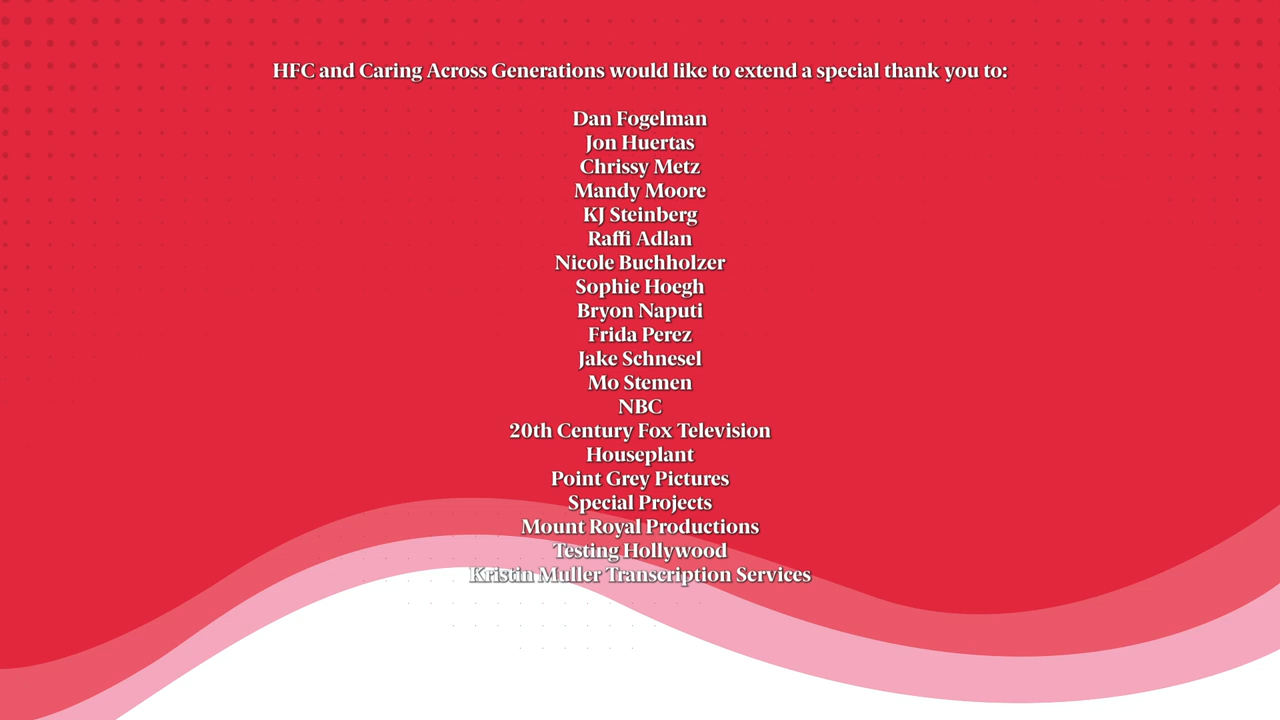 HFC and Caring Across Generations would like to extend a special thank you to:
Dan Fogelman
Jon Huertas
Chrissy Metz
Mandy Moore
KJ Steinberg
Raffi Adlan
Nicole Buchholzer
Sophie Hoegh
Bryon Naputi
Frida Perez
Jake Schnesel
Mo Stemen
NBC
20th Century Fox Television
Houseplant
Point Grey Pictures
Special Projects
Mount Royal Productions
Testing Hollywood
Kristin Muller Transcription Services